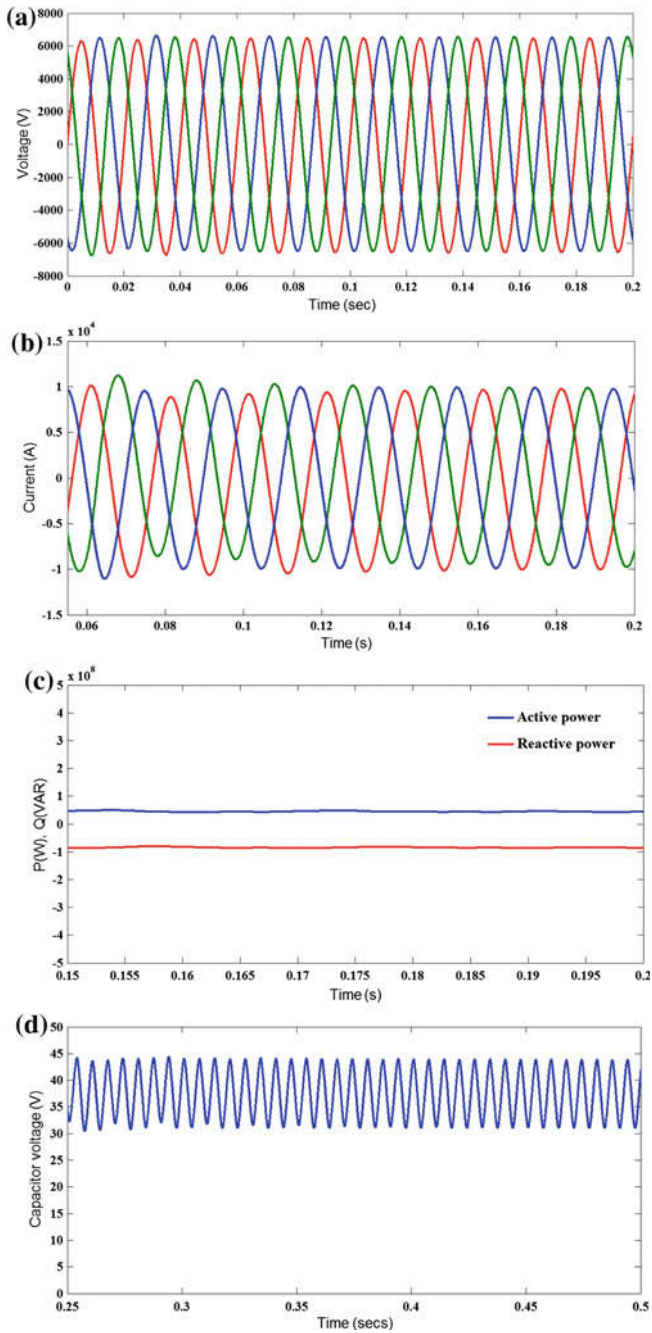 (a)
8000
6000
4000
2000
0
-2000
-4000
-6000
-8000
Voltage (V)
0 0.02 0.04 0.06 0.08 0.1 0.12 0.14 0.16 0.18 0.2
Time (sec)
(b)
x 10^4
1.5
1
0.5
0
-0.5
-1
-1.5
Current (A)
0.06 0.08 0.1 0.12 0.14 0.16 0.18 0.2
Time (s)
(c)
x 10^8
5
4
3
2
1
0
-1
-2
-3
-4
-5
P(W), Q(VAR)
Active power
Reactive power
0.15 0.155 0.16 0.165 0.17 0.175 0.18 0.185 0.19 0.195 0.2
Time (s)
(d)
50
45
40
35
30
25
20
15
10
5
0
Capacitor voltage (V)
0.25 0.3 0.35 0.4 0.45 0.5
Time (secs)